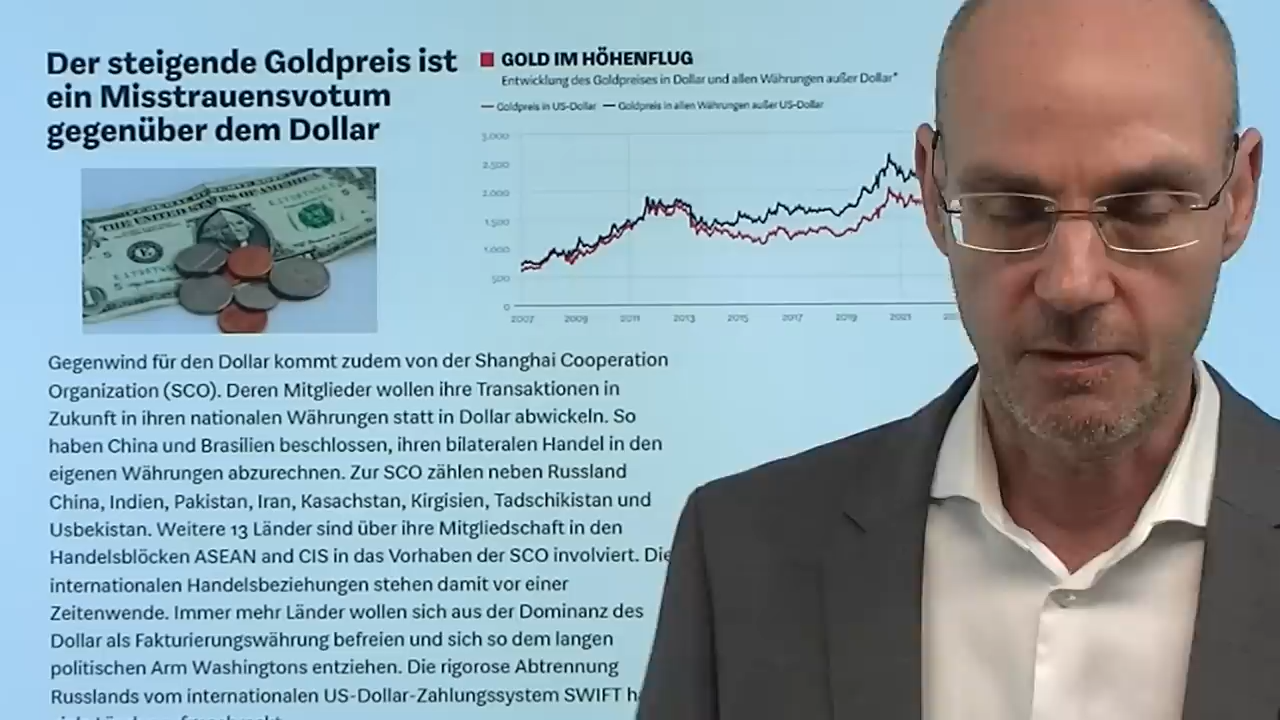 Der steigende Goldpreis ist
ein Misstrauensvotum
gegenüber dem Dollar
GOLD IM HÖHENFLUG
Entwicklung des Goldpreises in Dollar und allen Währungen außer Dollar*
Goldpreis in US-Dollar Goldpreis in allen Währungen außer US-Dollar
3.000
2.500
2.000
1.500
1.000
500
0
2007 2009 2011 2013 2015 2017 2019 2021
THE UNITED STATES OF AMERICA
Gegenwind für den Dollar kommt zudem von der Shanghai Cooperation
Organization (SCO). Deren Mitglieder wollen ihre Transaktionen in
Zukunft in ihren nationalen Währungen statt in Dollar abwickeln. So
haben China und Brasilien beschlossen, ihren bilateralen Handel in den
eigenen Währungen abzurechnen. Zur SCO zählen neben Russland
China, Indien, Pakistan, Iran, Kasachstan, Kirgisien, Tadschikistan und
Usbekistan. Weitere 13 Länder sind über ihre Mitgliedschaft in den
Handelsblöcken ASEAN and CIS in das Vorhaben der SCO involviert. Die
internationalen Handelsbeziehungen stehen damit vor einer
Zeitenwende. Immer mehr Länder wollen sich aus der Dominanz des
Dollar als Fakturierungswährung befreien und sich so dem langen
politischen Arm Washingtons entziehen. Die rigorose Abtrennung
Russlands vom internationalen US-Dollar-Zahlungssystem SWIFT